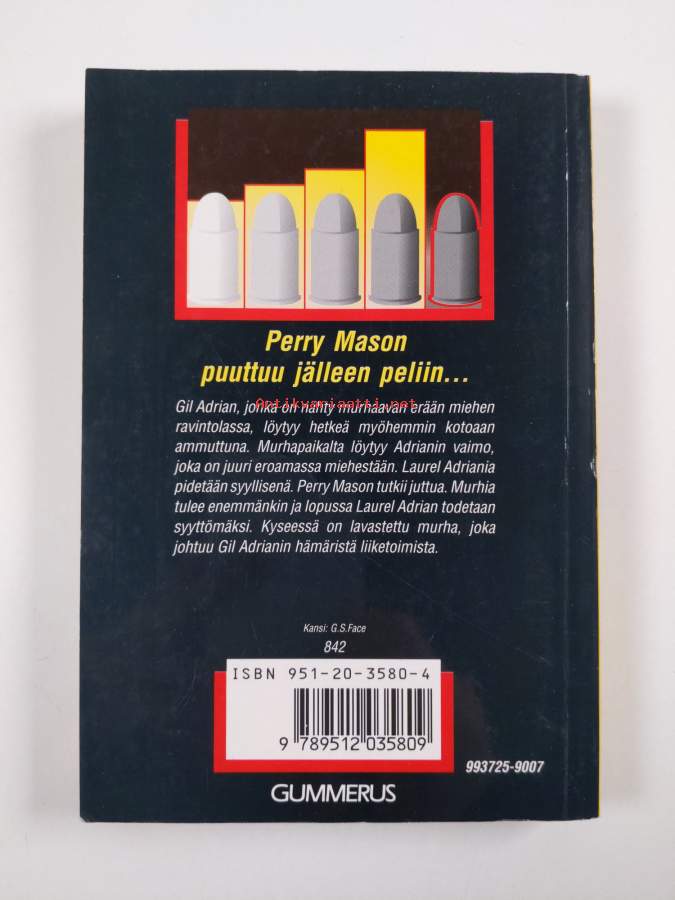 Perry Mason
puuttuu jälleen peliin...
Gil Adrian, jonka on nähty murhaavan erään miehen
Antikvariaatti.net
ravintolassa, löytyy hetkeä myöhemmin kotoaan
ammuttuna. Murhapaikalta löytyy Adrianin vaimo,
joka on juuri eroamassa miehestään. Laurel Adriania
pidetään syyllisenä. Perry Mason tutkii juttua. Murhia
tulee enemmänkin ja lopussa Laurel Adrian todetaan
syyttömäksi. Kyseessä on lavastettu murha, joka
johtuu Gil Adrianin hämäristä liiketoimista.
Kansi: G.S.Face
842
ISBN 951-20-3580-4
9 789512 035809
993725-9007
GUMMERUS